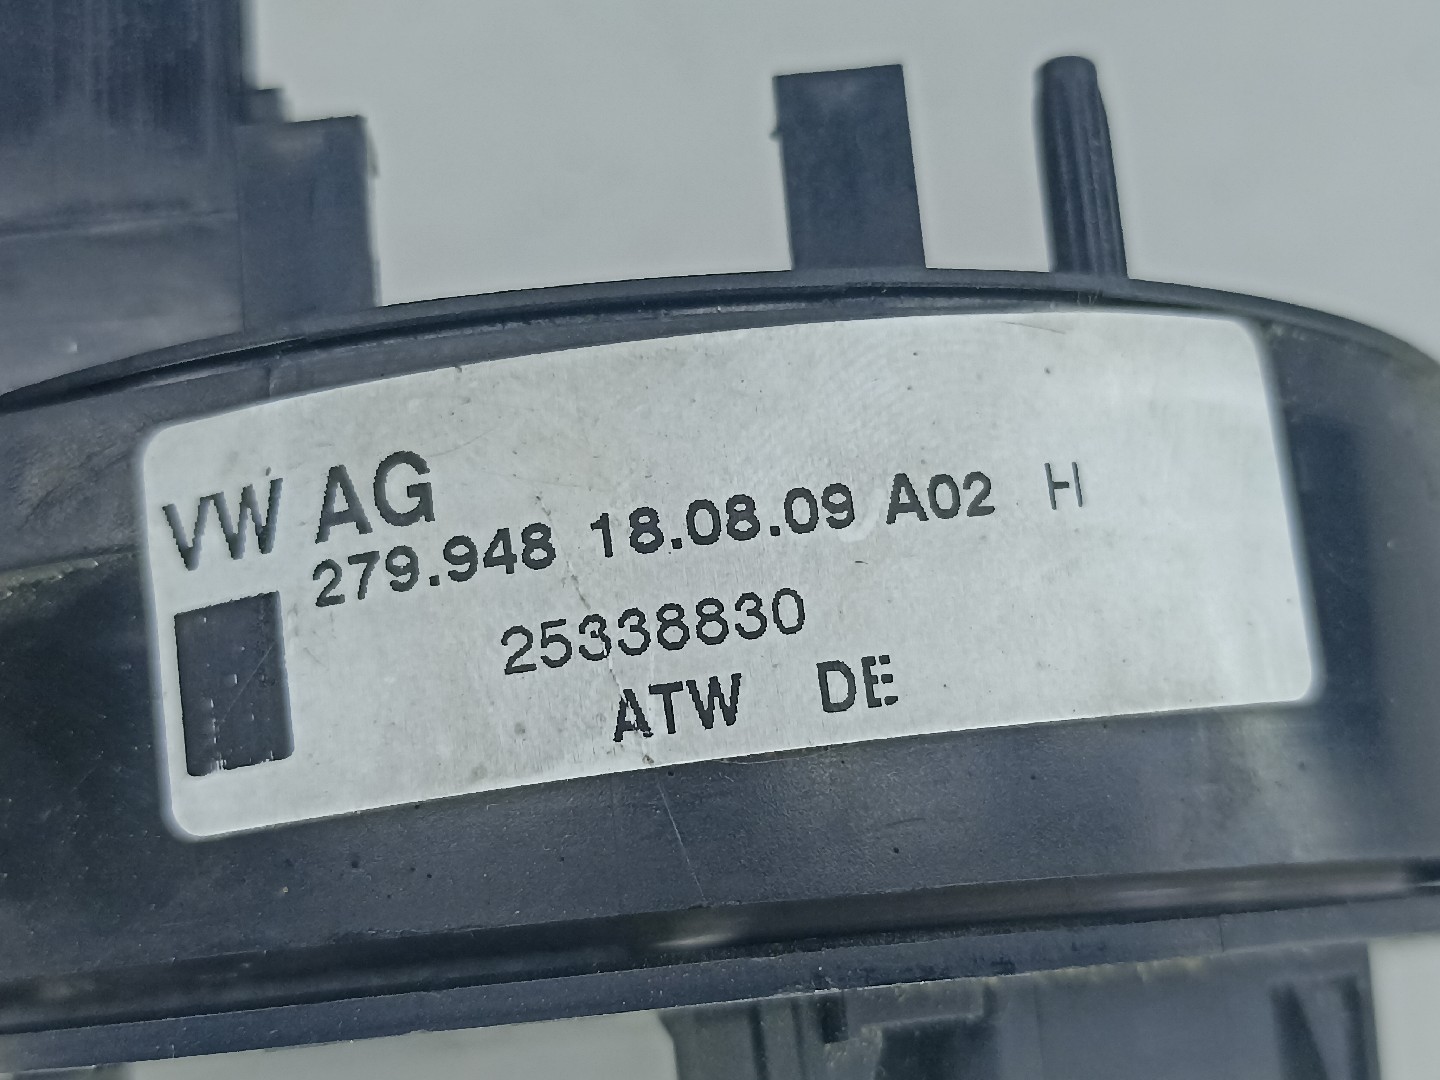 VW AG
279.948 18.08.09 A02 H
25338830
ATW DE